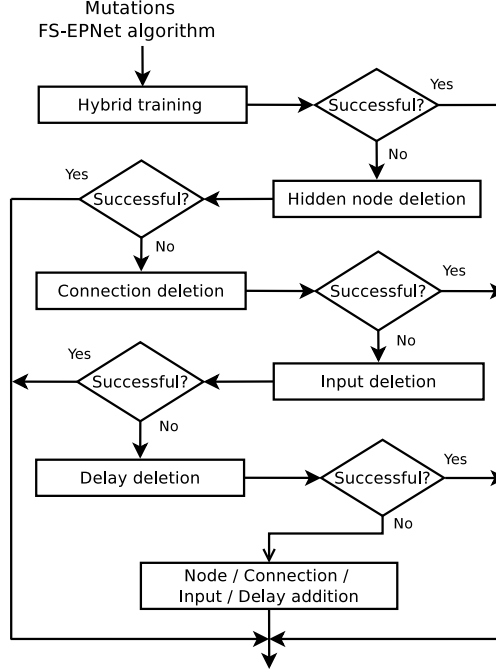 Mutations
FS-EPNet algorithm
Hybrid training
Successful?
Yes
No
Hidden node deletion
Successful?
Yes
No
Connection deletion
Successful?
Yes
No
Input deletion
Successful?
Yes
No
Delay deletion
Successful?
Yes
No
Node / Connection /
Input / Delay addition